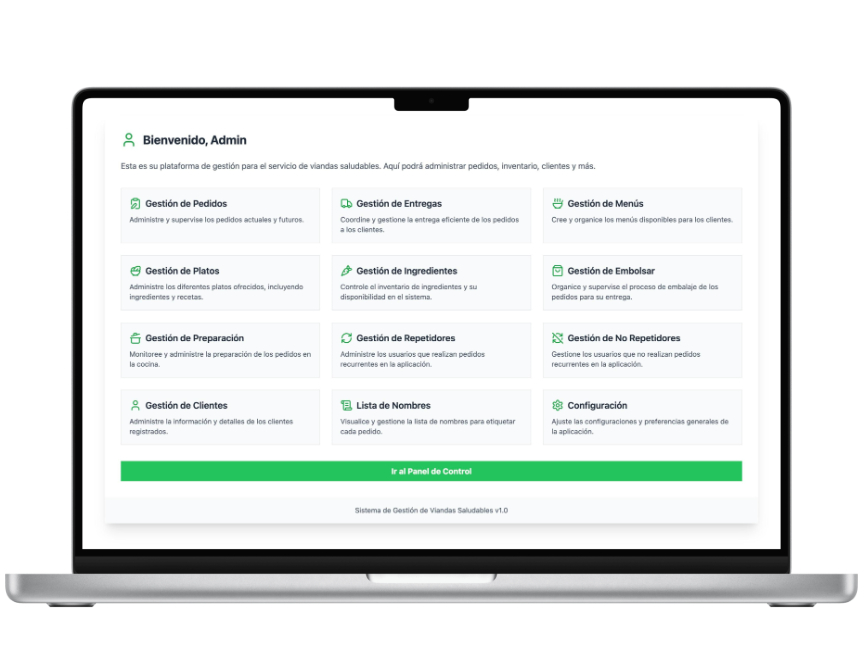 Bienvenido, Admin
Esta es su plataforma de gestión para el servicio de viandas saludables. Aquí podrá administrar pedidos, inventario, clientes y más.
Gestión de Pedidos
Administre y supervise los pedidos actuales y futuros.
Gestión de Entregas
Coordine y gestione la entrega eficiente de los pedidos
a los clientes.
Gestión de Menús
Cree y organice los menús disponibles para los clientes.
Gestión de Platos
Administre los diferentes platos ofrecidos, incluyendo
ingredientes y recetas.
Gestión de Ingredientes
Controle el inventario de ingredientes y su
disponibilidad en el sistema.
Gestión de Embolsar
Organice y supervise el proceso de embalaje de los
pedidos para su entrega.
Gestión de Preparación
Monitoree y administre la preparación de los pedidos en
la cocina.
Gestión de Repetidores
Administre los usuarios que realizan pedidos
recurrentes en la aplicación.
Gestión de No Repetidores
Gestione los usuarios que no realizan pedidos
recurrentes en la aplicación.
Gestión de Clientes
Administre la información y detalles de los clientes
registrados.
Lista de Nombres
Visualice y gestione la lista de nombres para etiquetar
cada pedido.
Configuración
Ajuste las configuraciones y preferencias generales de
la aplicación.
Ir al Panel de Control
Sistema de Gestión de Viandas Saludables v1.0